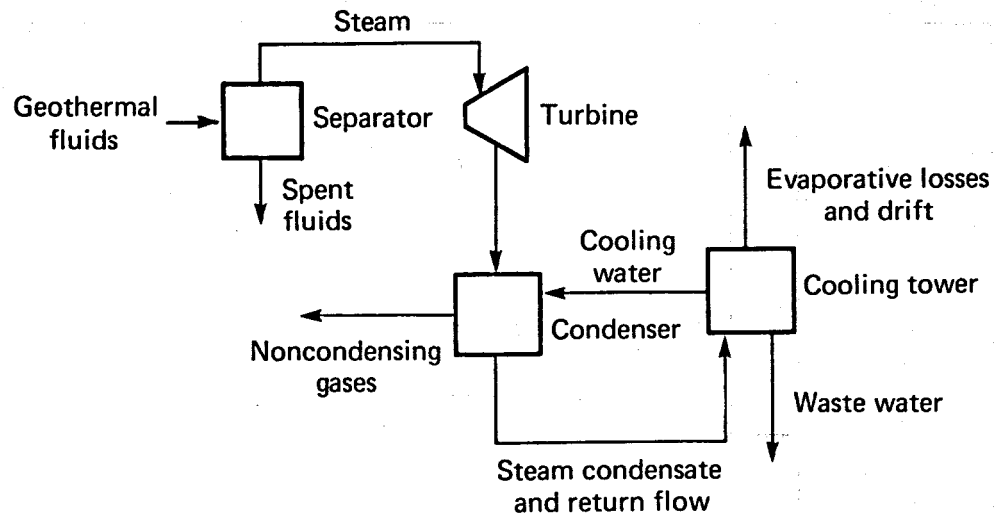 Steam
Geothermal
fluids
Separator
Turbine
Spent
fluids
Evaporative losses
and drift
Cooling
water
Cooling tower
Condenser
Noncondensing
gases
Waste water
Steam condensate
and return flow